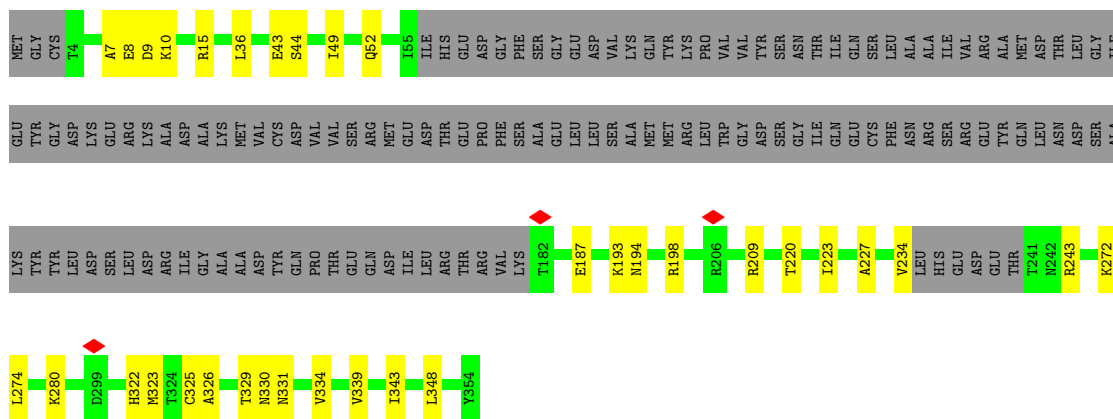 MET GLY CYS T4 A7 E8 D9 K10 R15 L36 E43 S44 I49 Q52 I55 ILE HIS GLU ASP GLY PHE SER GLY GLU ASP VAL LYS GLN TYR LYS PRO VAL VAL TYR SER ASN THR ILE GLN SER LEU ALA ALA ILE VAL ARG ALA MET ASP THR LEU GLY ILE
GLU TYR GLY ASP LYS GLU ARG LYS ALA ASP ALA LYS MET VAL CYS ASP VAL VAL SER ARG MET GLU ASP THR GLU PRO PHE SER ALA GLU LEU LEU SER ALA MET MET ARG LEU TRP GLY ASP SER GLY ILE GLN GLU CYS PHE ASN ARG SER ARG GLU TYR GLN LEU ASN ASP SER ALA
LYS TYR TYR LEU ASP SER LEU ASP ARG ILE GLY ALA ALA ASP TYR GLN PRO THR GLU GLN ASP ILE LEU ARG THR ARG VAL LYS T182 E187 K193 N194 R198 R206 R209 T220 I223 A227 V234 LEU HIS GLU ASP GLU THR T241 N242 R243 K272
L274 K280 D299 H322 M323 T324 C325 A326 T329 N330 N331 V334 V339 I343 L348 Y354